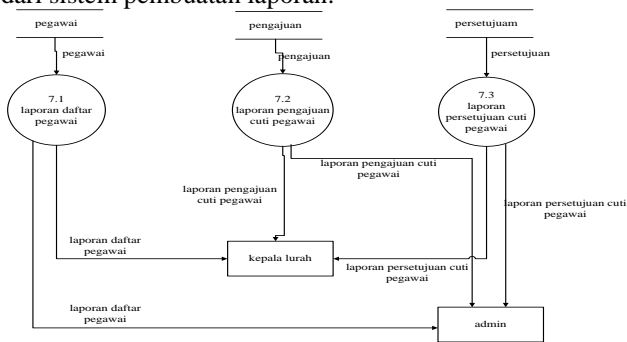 dari sistem pembuatan laporan.
pegawai
pengajuan
persetujuam
pegawai
pengajuan
persetujuan
7.1
laporan daftar
pegawai
7.2
laporan pengajuan
cuti pegawai
7.3
laporan
persetujuan cuti
pegawai
laporan pengajuan cuti
pegawai
laporan pengajuan
cuti pegawai
laporan persetujuan cuti
pegawai
laporan daftar
pegawai
kepala lurah
laporan persetujuan cuti
pegawai
laporan daftar
pegawai
admin